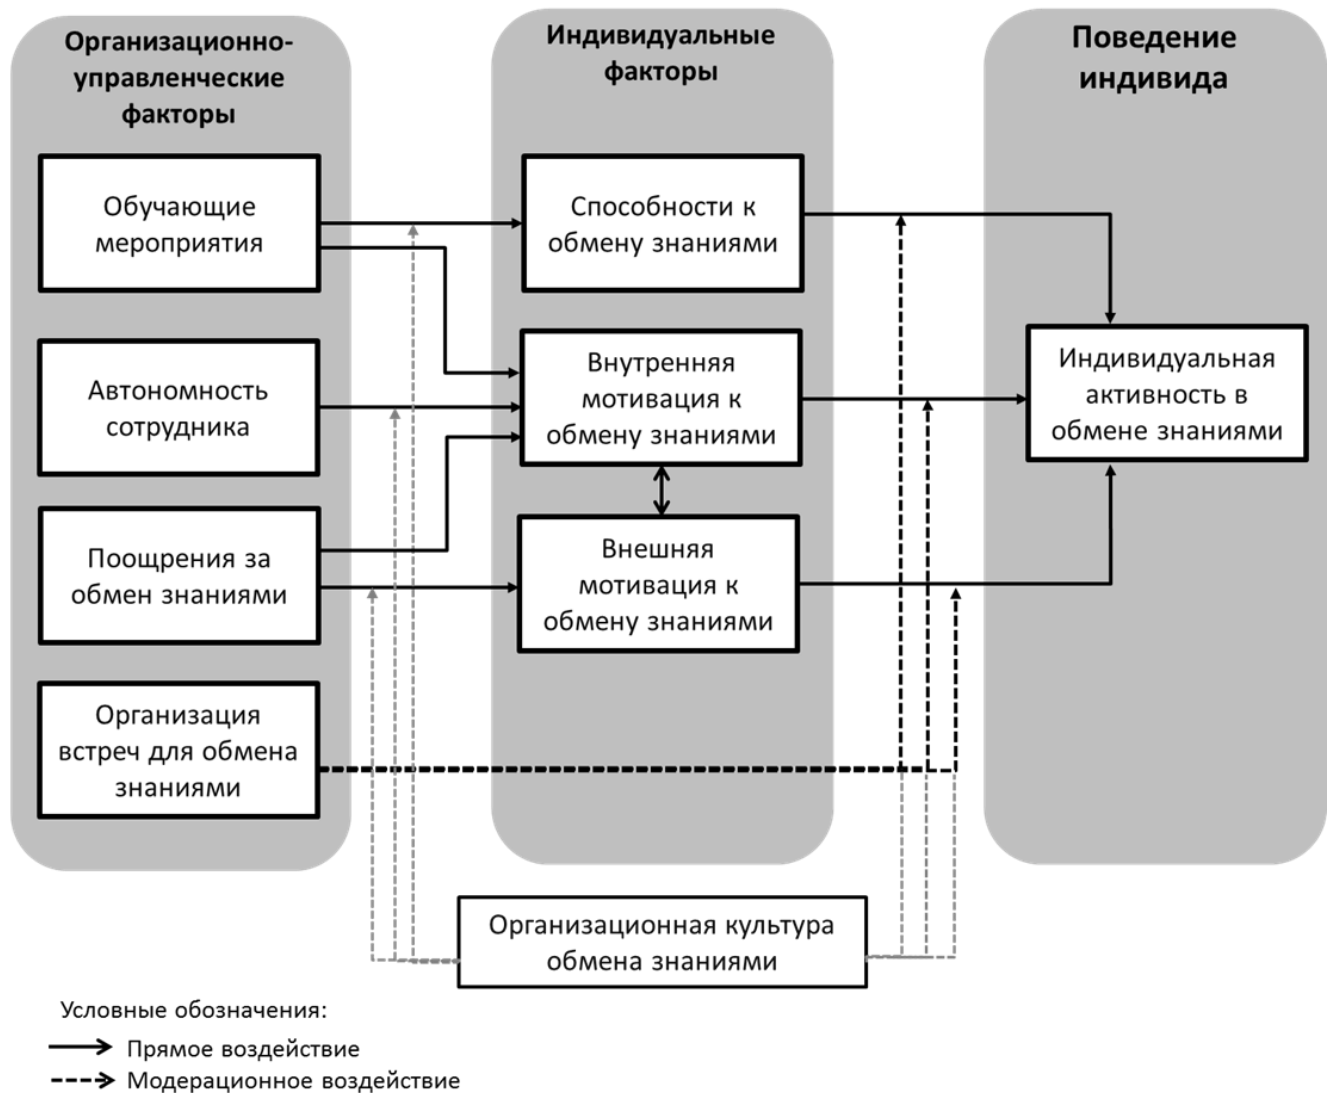 Организационно-
управленческие
факторы
Обучающие
мероприятия
Автономность
сотрудника
Поощрения за
обмен знаниями
Организация
встреч для обмена
знаниями
Индивидуальные
факторы
Способности к
обмену знаниями
Внутренняя
мотивация к
обмену знаниями
Внешняя
мотивация к
обмену знаниями
Поведение
индивида
Индивидуальная
активность в
обмене знаниями
Организационная культура
обмена знаниями
Условные обозначения:
Прямое воздействие
Модерационное воздействие